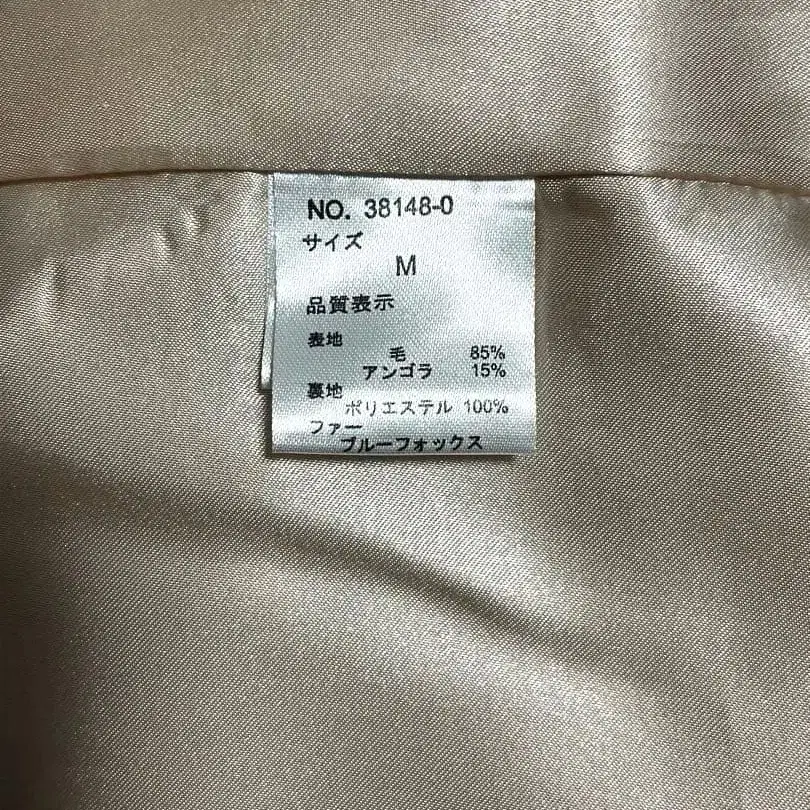 NO. 38148-0
サイズ
M
品質表示
表地
毛 85%
アンゴラ 15%
裏地
ポリエステル 100%
ファー
ブルーフォックス